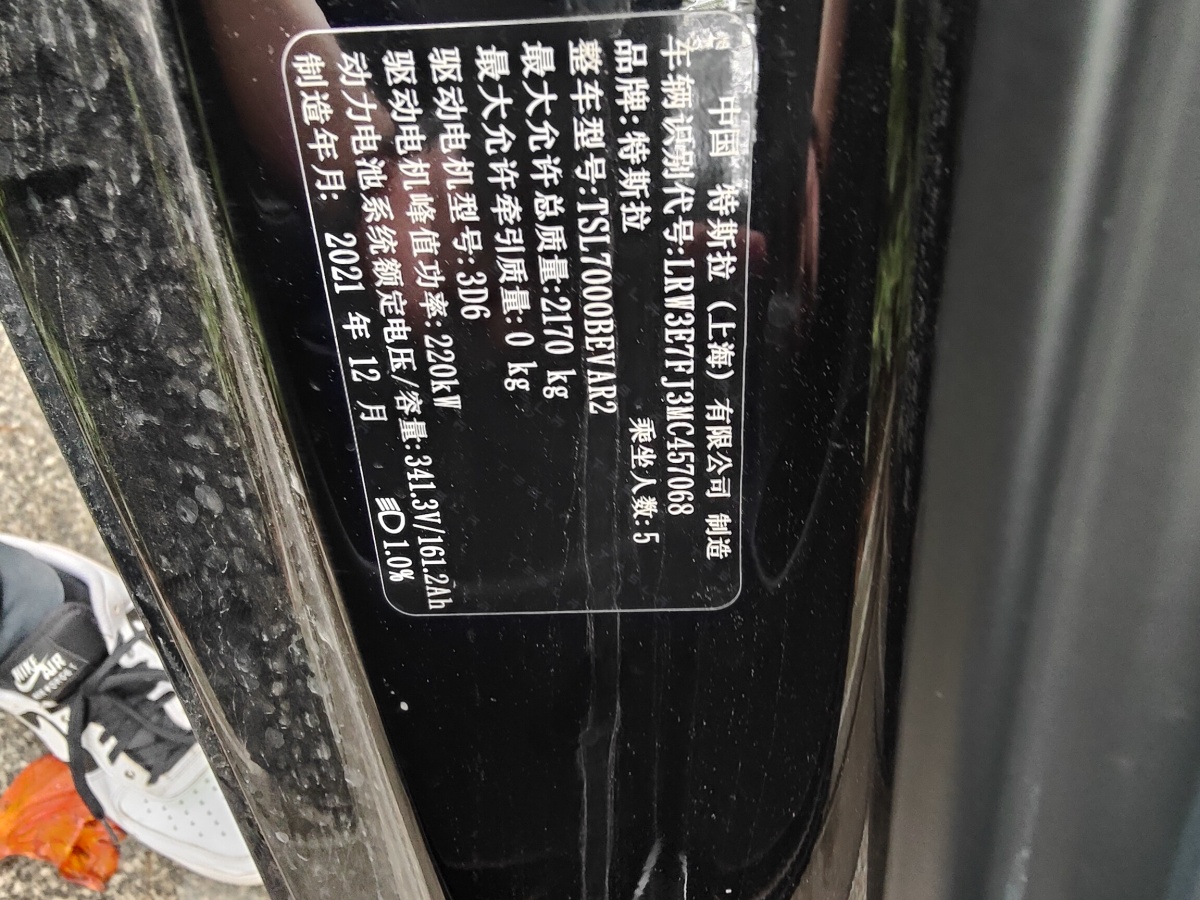 中国 特斯拉（上海）有限公司 制造
车辆识别代号:LRW3E7FJ3MC457068
品牌:特斯拉 乘坐人数:5
整车型号:TSL7000BEVAR2
最大允许总质量:2170 kg
最大允许牵引质量: 0 kg
驱动电机型号:3D6
驱动电机峰值功率:220kW
动力电池系统额定电压/容量:341.3V/161.2Ah
制造年月: 2021 年 12 月 1.0%
NIKE
AIR